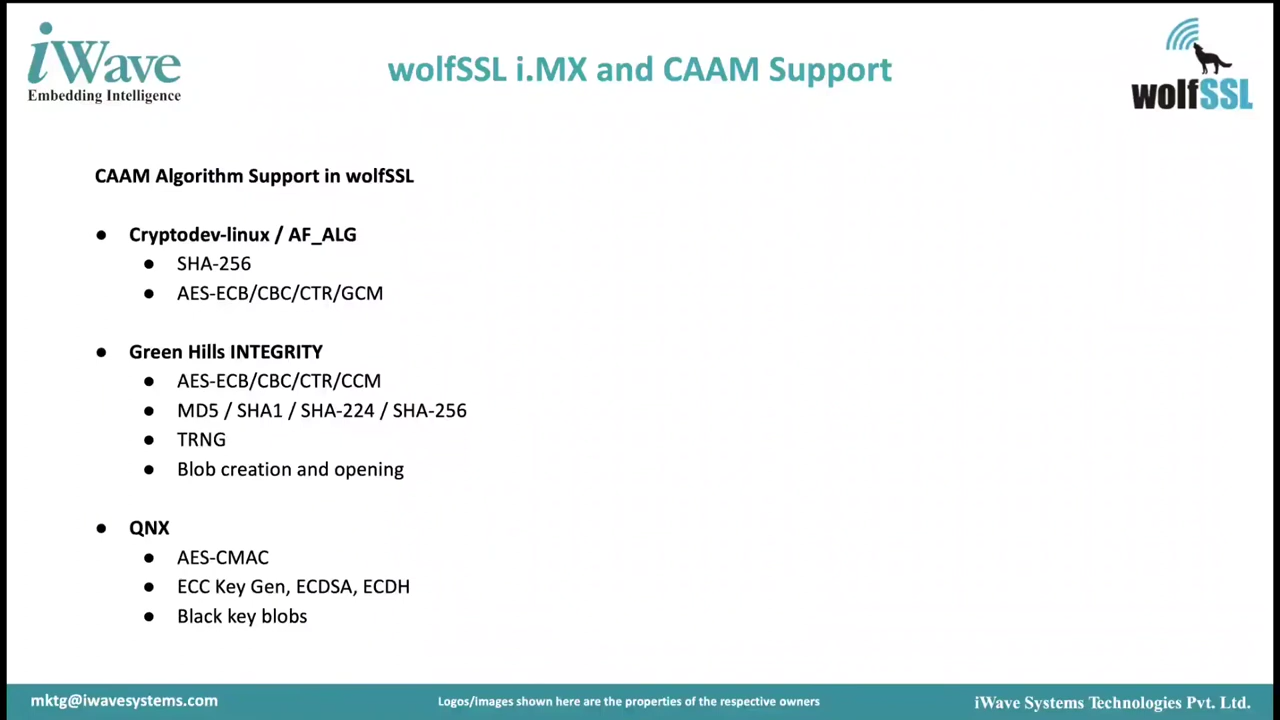 iWave
Embedding Intelligence
wolfSSL i.MX and CAAM Support
wolfSSL
CAAM Algorithm Support in wolfSSL
● Cryptodev-linux / AF_ALG
● SHA-256
● AES-ECB/CBC/CTR/GCM
● Green Hills INTEGRITY
● AES-ECB/CBC/CTR/CCM
● MD5 / SHA1 / SHA-224 / SHA-256
● TRNG
● Blob creation and opening
● QNX
● AES-CMAC
● ECC Key Gen, ECDSA, ECDH
● Black key blobs
mktg@iwavesystems.com
Logos/Images shown here are the properties of the respective owners
iWave Systems Technologies Pvt. Ltd.